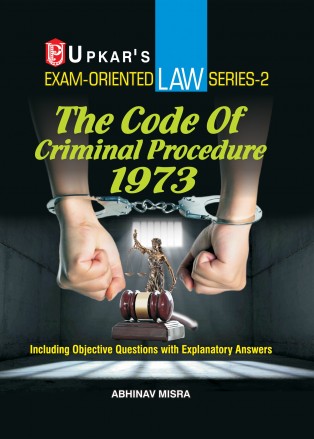 UPKAR'S
EXAM-ORIENTED LAW SERIES-2
The Code Of
Criminal Procedure
1973
Including Objective Questions with Explanatory Answers
ABHINAV MISRA